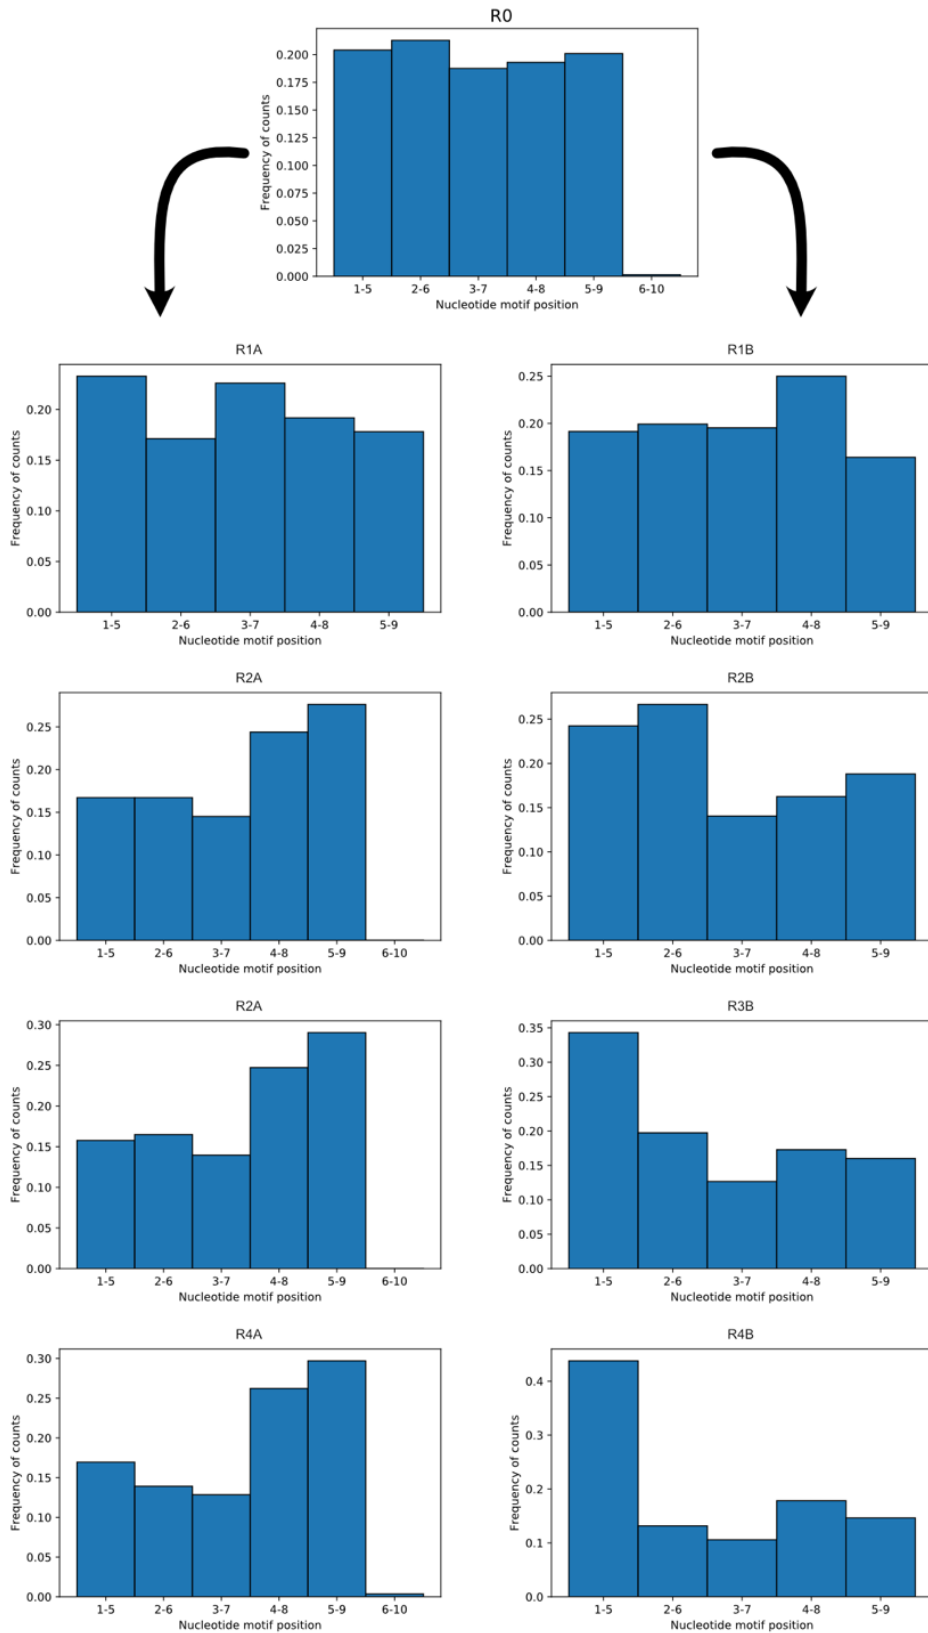 R0
Frequency of counts
0.200
0.175
0.150
0.125
0.100
0.075
0.050
0.025
0.000
1-5 2-6 3-7 4-8 5-9 6-10
Nucleotide motif position
R1A
Frequency of counts
0.20
0.15
0.10
0.05
0.00
1-5 2-6 3-7 4-8 5-9
Nucleotide motif position
R1B
Frequency of counts
0.25
0.20
0.15
0.10
0.05
0.00
1-5 2-6 3-7 4-8 5-9
Nucleotide motif position
R2A
Frequency of counts
0.25
0.20
0.15
0.10
0.05
0.00
1-5 2-6 3-7 4-8 5-9 6-10
Nucleotide motif position
R2B
Frequency of counts
0.25
0.20
0.15
0.10
0.05
0.00
1-5 2-6 3-7 4-8 5-9
Nucleotide motif position
R2A
Frequency of counts
0.30
0.25
0.20
0.15
0.10
0.05
0.00
1-5 2-6 3-7 4-8 5-9 6-10
Nucleotide motif position
R3B
Frequency of counts
0.35
0.30
0.25
0.20
0.15
0.10
0.05
0.00
1-5 2-6 3-7 4-8 5-9
Nucleotide motif position
R4A
Frequency of counts
0.30
0.25
0.20
0.15
0.10
0.05
0.00
1-5 2-6 3-7 4-8 5-9 6-10
Nucleotide motif position
R4B
Frequency of counts
0.4
0.3
0.2
0.1
0.0
1-5 2-6 3-7 4-8 5-9
Nucleotide motif position